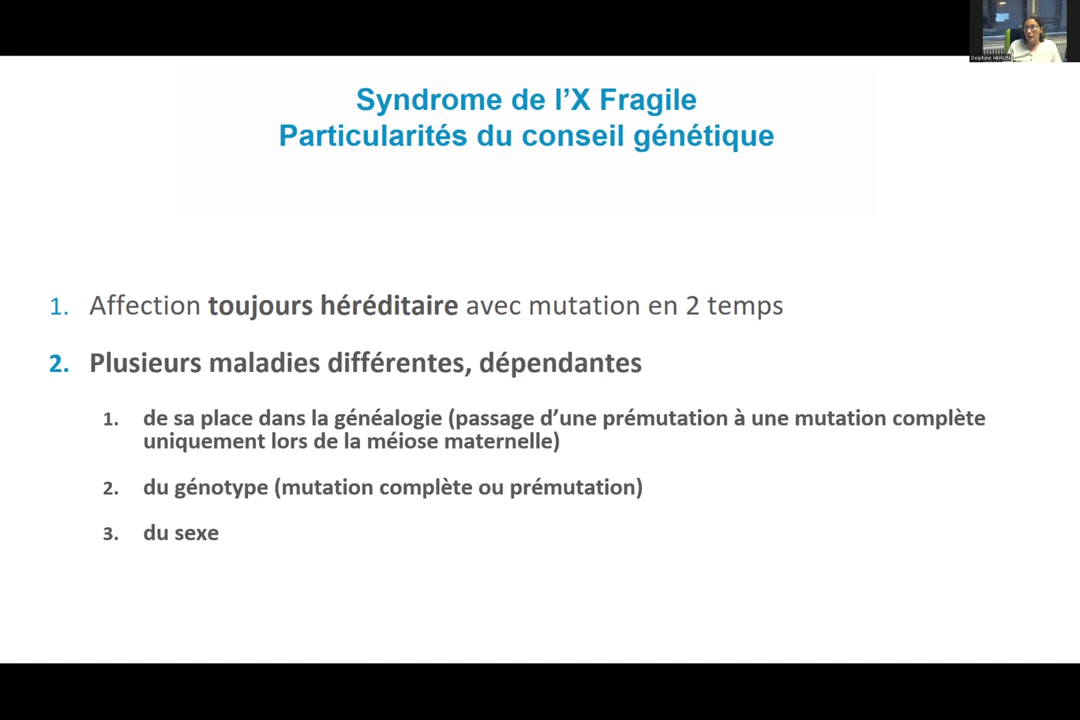 Delphine HERON
Syndrome de l'X Fragile
Particularités du conseil génétique
1. Affection toujours héréditaire avec mutation en 2 temps
2. Plusieurs maladies différentes, dépendantes
1. de sa place dans la généalogie (passage d'une prémutation à une mutation complète
uniquement lors de la méiose maternelle)
2. du génotype (mutation complète ou prémutation)
3. du sexe